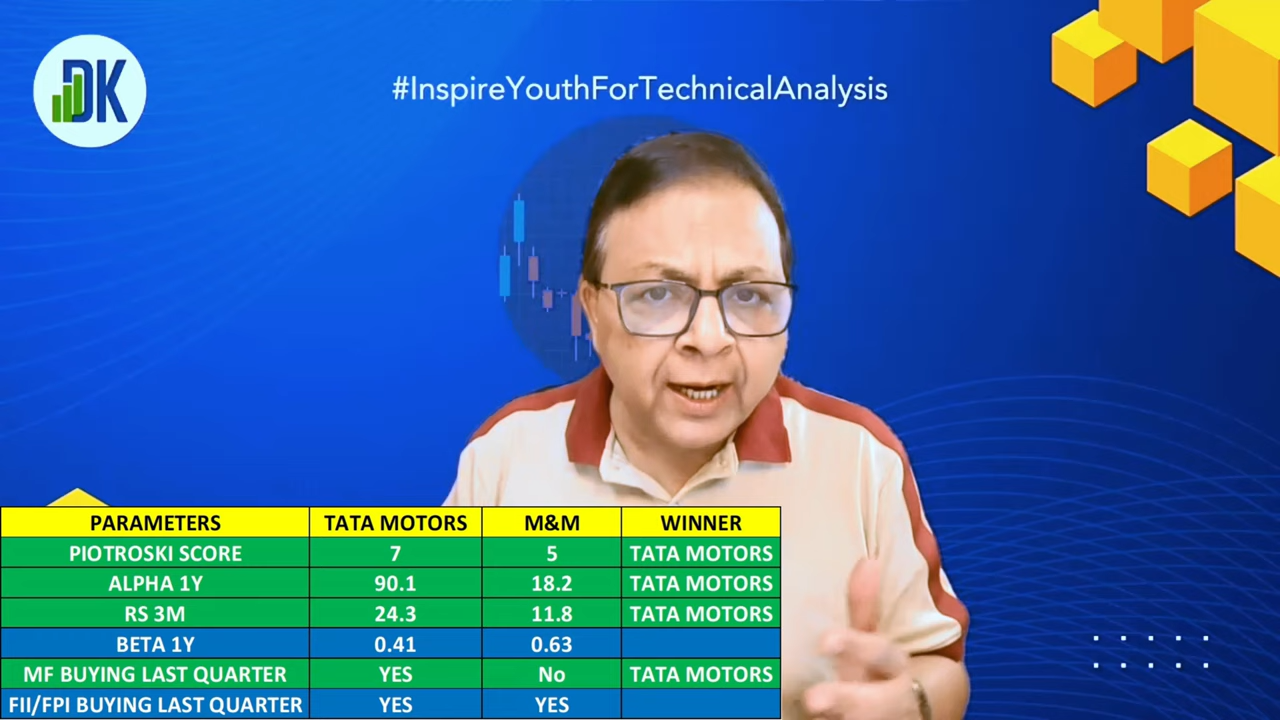 DK
#InspireYouthForTechnicalAnalysis
PARAMETERS TATA MOTORS M&M WINNER
PIOTROSKI SCORE 7 5 TATA MOTORS
ALPHA 1Y 90.1 18.2 TATA MOTORS
RS 3M 24.3 11.8 TATA MOTORS
BETA 1Y 0.41 0.63
MF BUYING LAST QUARTER YES No TATA MOTORS
FII/FPI BUYING LAST QUARTER YES YES